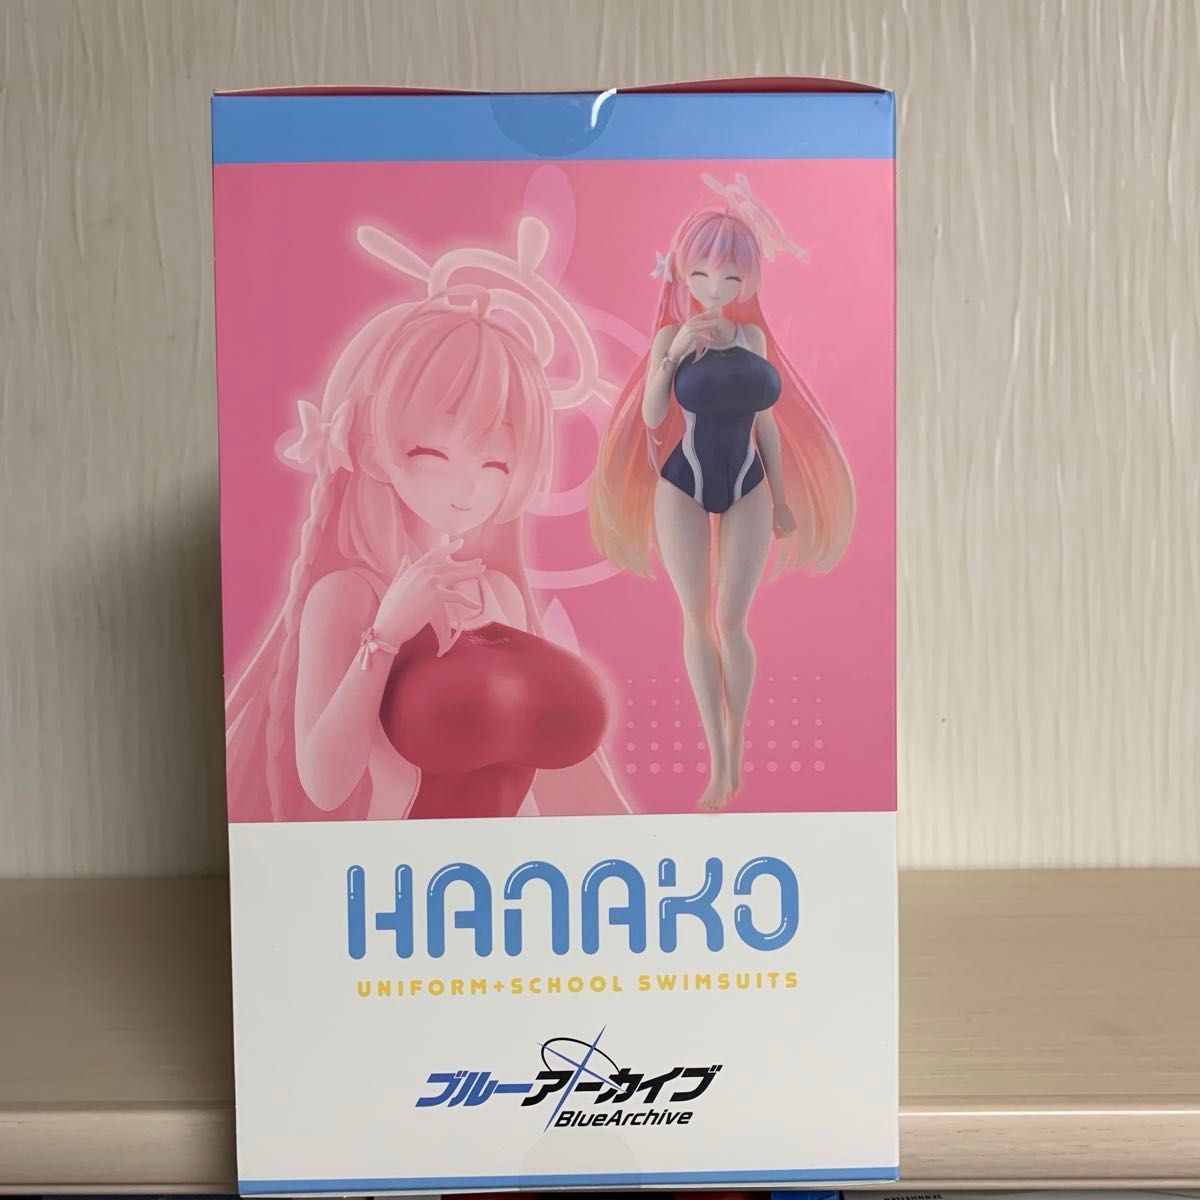 HANAKO
UNIFORM+SCHOOL SWIMSUITS
ブルーアーカイブ
BlueArchive